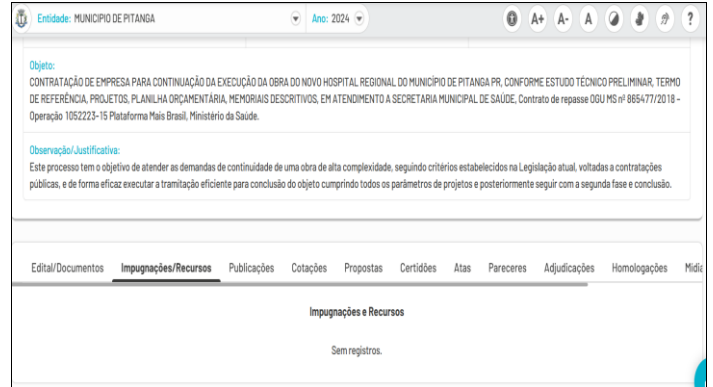 Entidade: MUNICIPIO DE PITANGA Ano: 2024 A+ A- A ?
Objeto:
CONTRATAÇÃO DE EMPRESA PARA CONTINUAÇÃO DA EXECUÇÃO DA OBRA DO NOVO HOSPITAL REGIONAL DO MUNICÍPIO DE PITANGA PR, CONFORME ESTUDO TÉCNICO PRELIMINAR, TERMO
DE REFERÊNCIA, PROJETOS, PLANILHA ORÇAMENTÁRIA, MEMORIAIS DESCRITIVOS, EM ATENDIMENTO A SECRETARIA MUNICIPAL DE SAÚDE, Contrato de repasse OGU MS nº 865477/2018 -
Operação 1052223-15 Plataforma Mais Brasil, Ministério da Saúde.
Observação/Justificativa:
Este processo tem o objetivo de atender as demandas de continuidade de uma obra de alta complexidade, seguindo critérios estabelecidos na Legislação atual, voltadas a contratações
públicas, e de forma eficaz executar a tramitação eficiente para conclusão do objeto cumprindo todos os parâmetros de projetos e posteriormente seguir com a segunda fase e conclusão.
Edital/Documentos Impugnações/Recursos Publicações Cotações Propostas Certidões Atas Pareceres Adjudicações Homologações Mídia
Impugnações e Recursos
Sem registros.